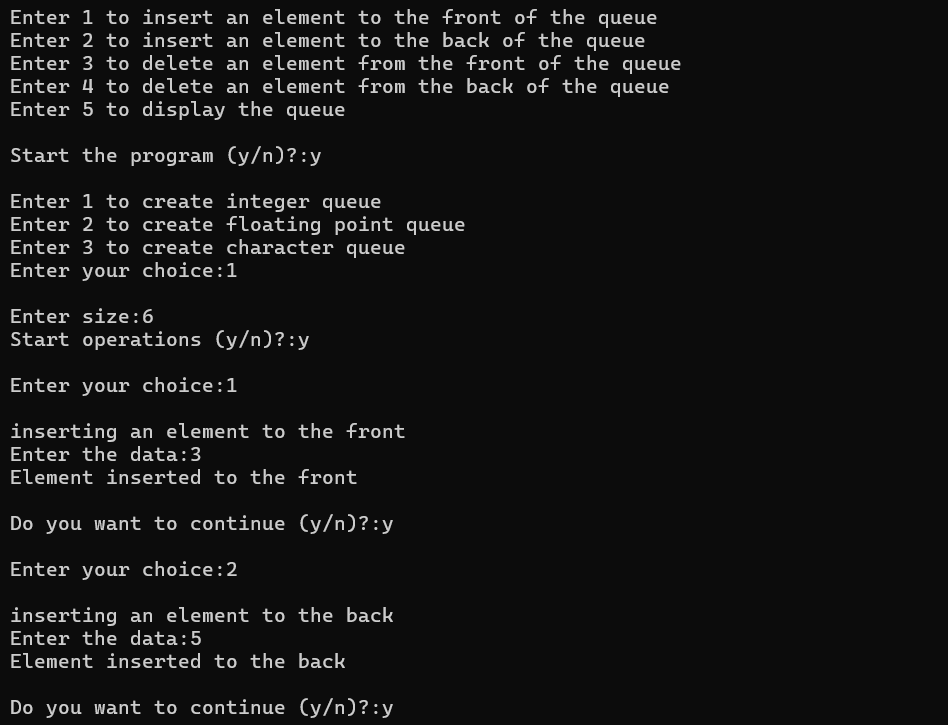 Enter 1 to insert an element to the front of the queue
Enter 2 to insert an element to the back of the queue
Enter 3 to delete an element from the front of the queue
Enter 4 to delete an element from the back of the queue
Enter 5 to display the queue
Start the program (y/n)?:y
Enter 1 to create integer queue
Enter 2 to create floating point queue
Enter 3 to create character queue
Enter your choice:1
Enter size:6
Start operations (y/n)?:y
Enter your choice:1
inserting an element to the front
Enter the data:3
Element inserted to the front
Do you want to continue (y/n)?:y
Enter your choice:2
inserting an element to the back
Enter the data:5
Element inserted to the back
Do you want to continue (y/n)?:y